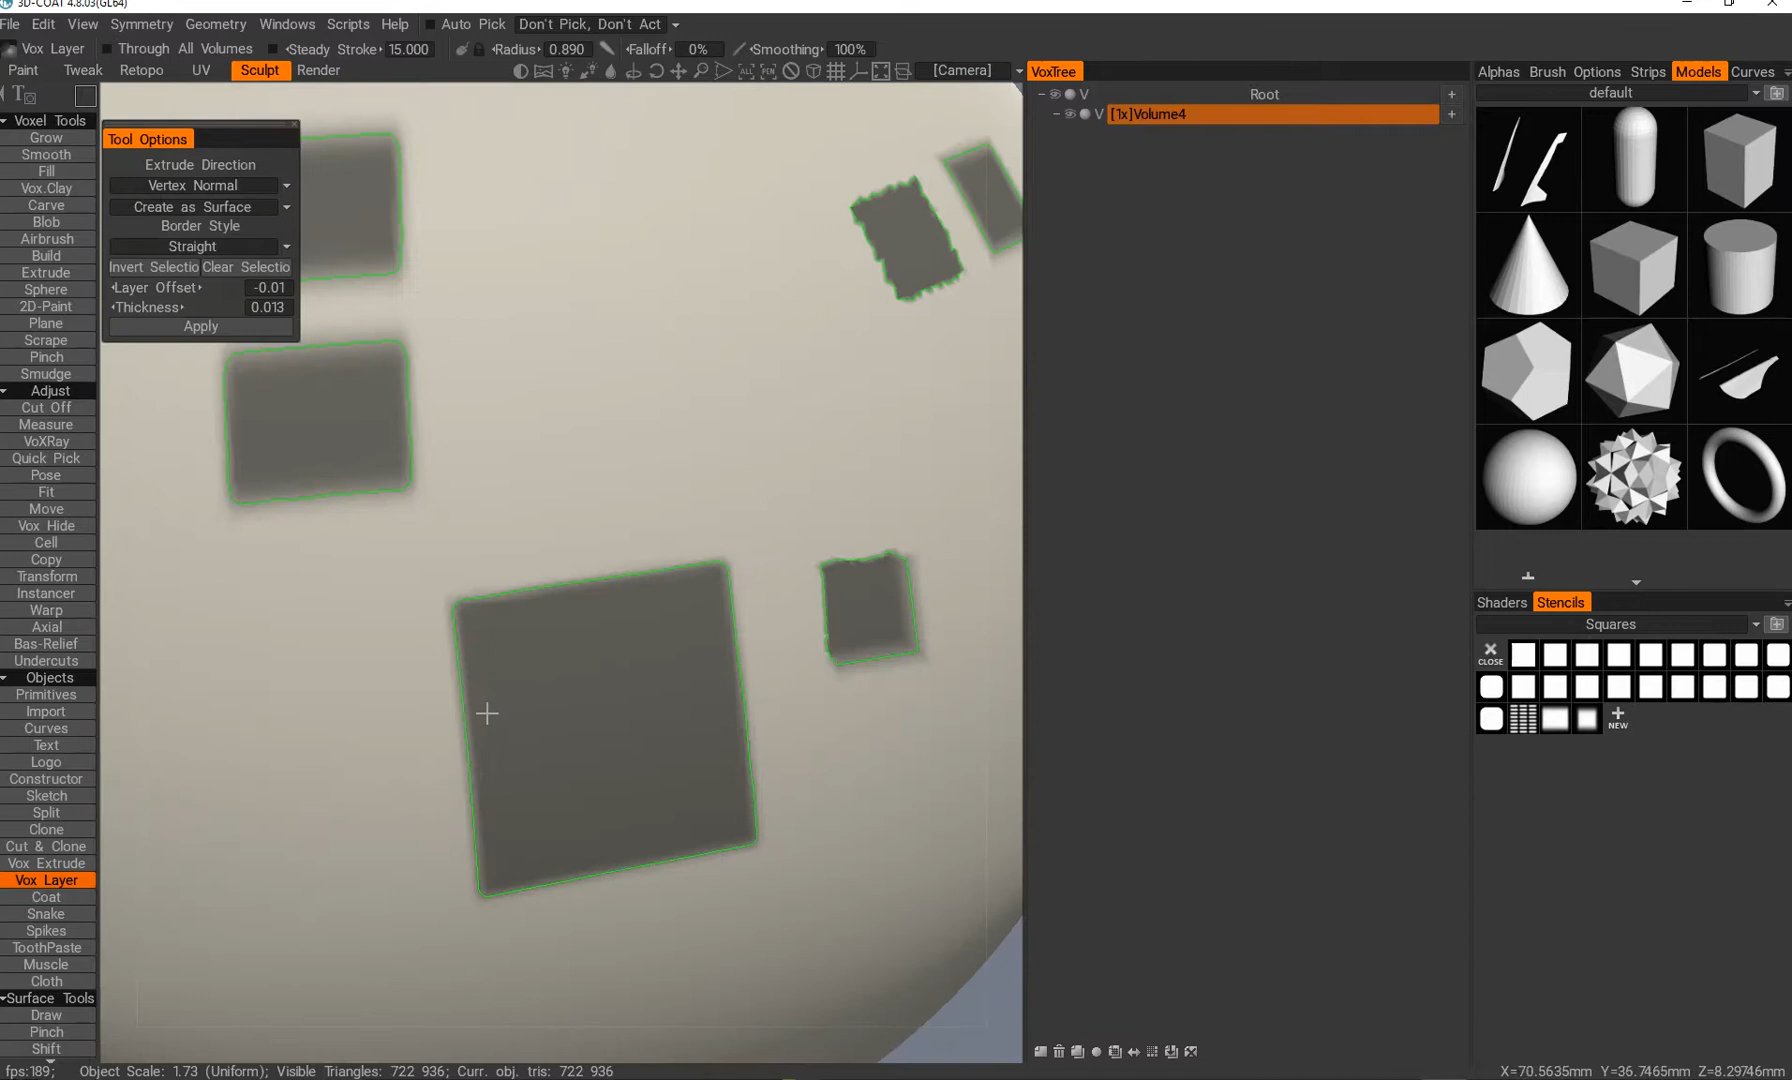 3D-COAT 4.8.03(GL64)
File Edit View Symmetry Geometry Windows Scripts Help Auto Pick Don't Pick, Don't Act
Vox Layer Through All Volumes Steady Stroke 15.000 Radius 0.890 Falloff 0% Smoothing 100%
Paint Tweak Retopo UV Sculpt Render [Camera] VoxTree Alphas Brush Options Strips Models Curves
default
Root
V
[1x]Volume4
V
Voxel Tools
Grow
Smooth
Fill
Vox.Clay
Carve
Blob
Airbrush
Build
Extrude
Sphere
2D-Paint
Plane
Scrape
Pinch
Smudge
Adjust
Cut Off
Measure
VoXRay
Quick Pick
Pose
Fit
Move
Vox Hide
Cell
Copy
Transform
Instancer
Warp
Axial
Bas-Relief
Undercuts
Objects
Primitives
Import
Curves
Text
Logo
Constructor
Sketch
Split
Clone
Cut & Clone
Vox Extrude
Vox Layer
Coat
Snake
Spikes
ToothPaste
Muscle
Cloth
Surface Tools
Draw
Pinch
Shift
Tool Options
Extrude Direction
Vertex Normal
Create as Surface
Border Style
Straight
Invert Selectio Clear Selectio
Layer Offset -0.01
Thickness 0.013
Apply
Shaders Stencils
Squares
CLOSE
NEW
fps:189; Object Scale: 1.73 (Uniform); Visible Triangles: 722 936; Curr. obj. tris: 722 936
X=70.5635mm Y=36.7465mm Z=8.29746mm